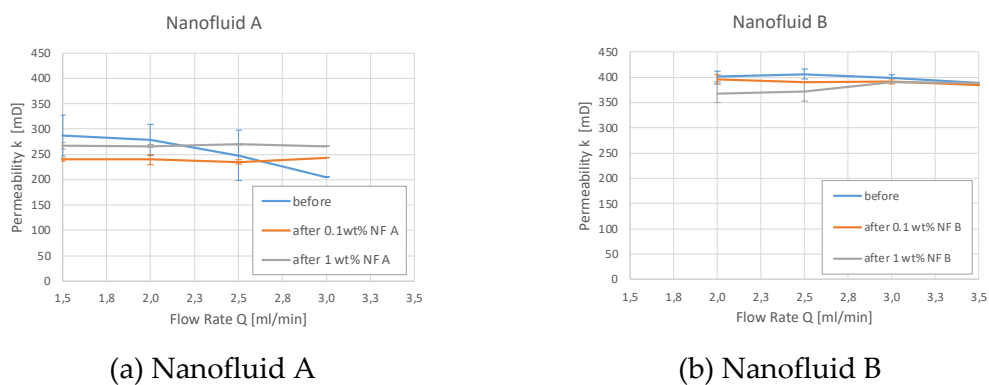 Nanofluid A
Permeability k [mD]
450
400
350
300
250
200
150
100
50
0
before
after 0.1wt% NF A
after 1 wt% NF A
1,5 2,0 2,3 2,5 2,8 3,0 3,3 3,5
Flow Rate Q [ml/min]
(a) Nanofluid A
Nanofluid B
Permeability k [mD]
450
400
350
300
250
200
150
100
50
0
before
after 0.1wt% NF B
after 1 wt% NF B
1,5 1,8 2,0 2,3 2,5 2,8 3,0 3,3 3,5
Flow Rate Q [ml/min]
(b) Nanofluid B